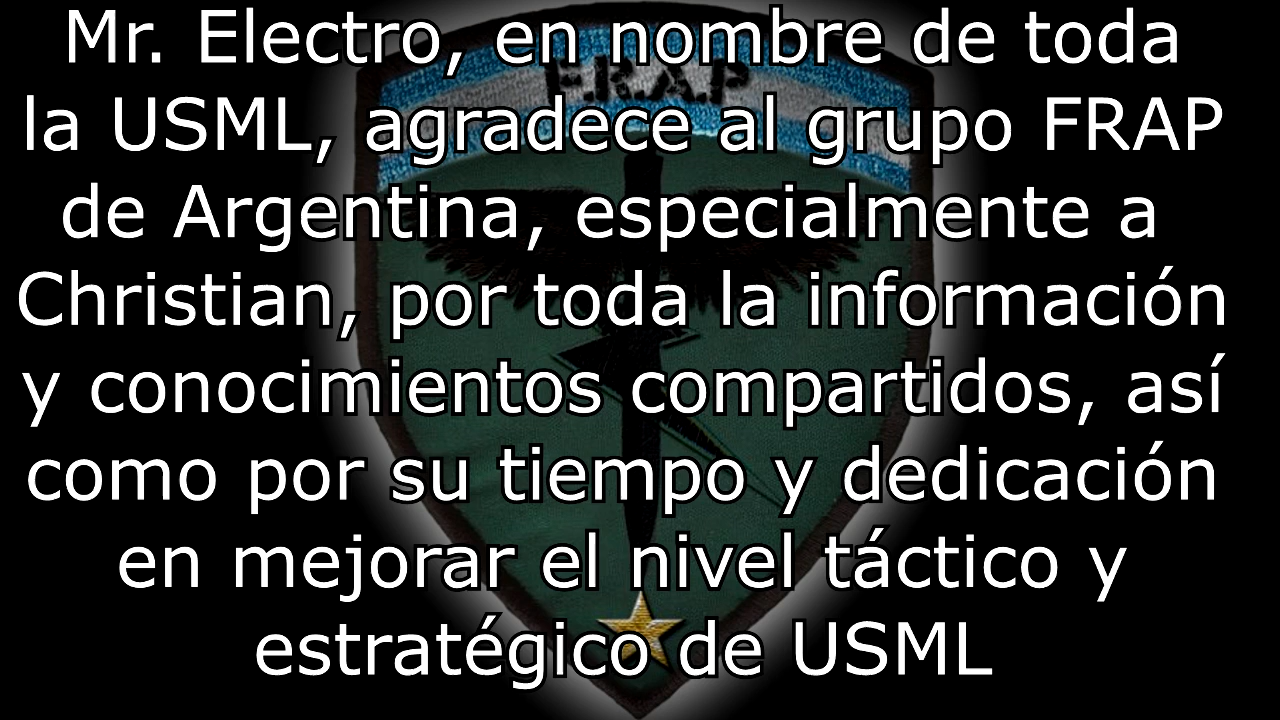 F.R.A.P
Mr. Electro, en nombre de toda
la USML, agradece al grupo FRAP
de Argentina, especialmente a
Christian, por toda la información
y conocimientos compartidos, así
como por su tiempo y dedicación
en mejorar el nivel táctico y
estratégico de USML